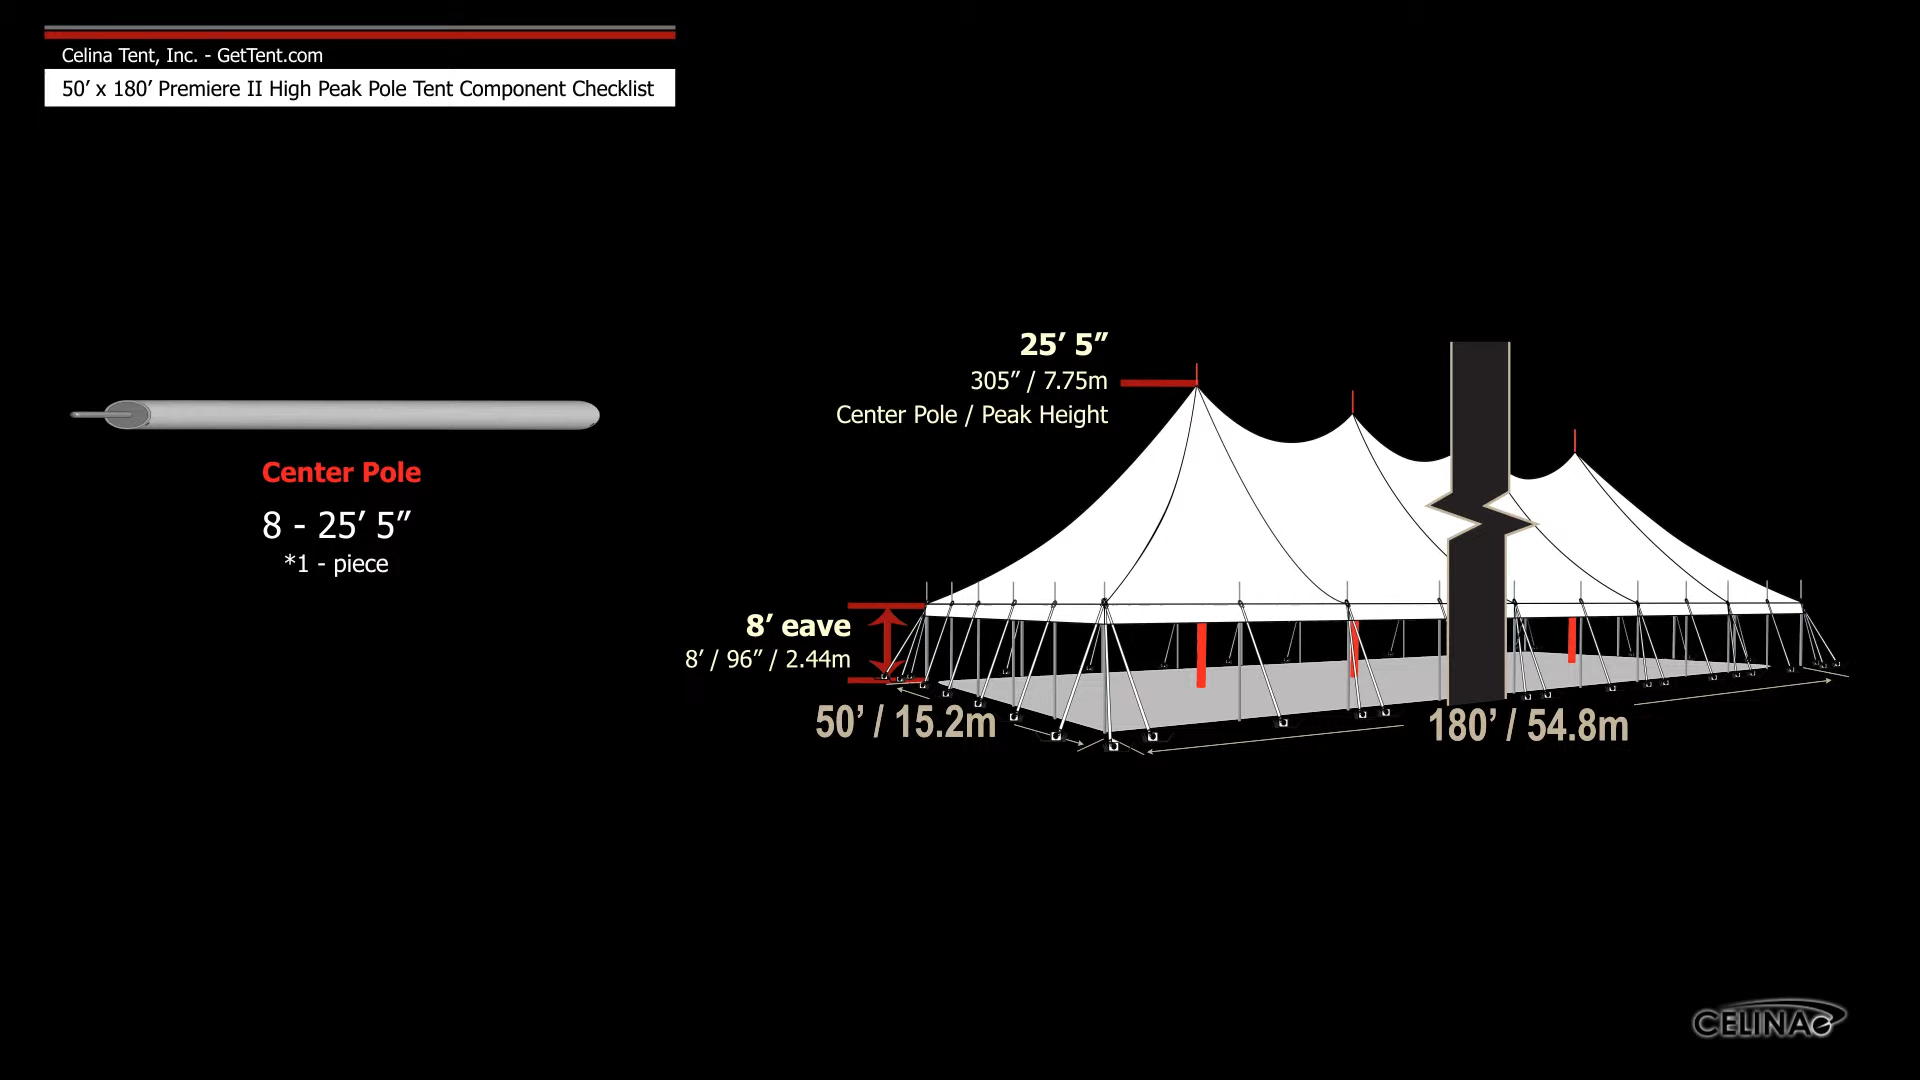 Celina Tent, Inc. - GetTent.com
50’ x 180’ Premiere II High Peak Pole Tent Component Checklist
Center Pole
8 - 25’ 5”
*1 - piece
25’ 5”
305” / 7.75m
Center Pole / Peak Height
8’ eave
8’ / 96” / 2.44m
50’ / 15.2m
180’ / 54.8m
CELINA